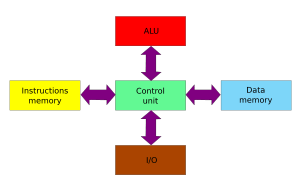 ALU
Instructions
memory
Control
unit
Data
memory
I/O